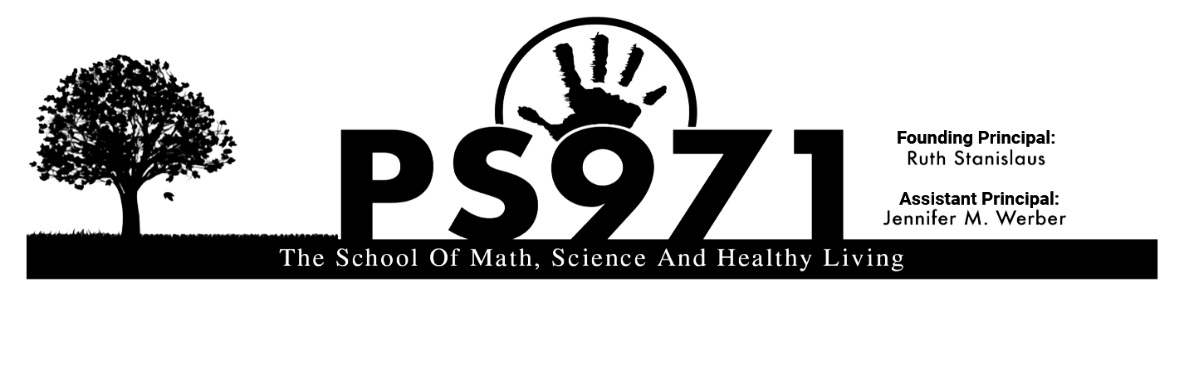 PS971
Founding Principal:
Ruth Stanislaus
Assistant Principal:
Jennifer M. Werber
The School Of Math, Science And Healthy Living